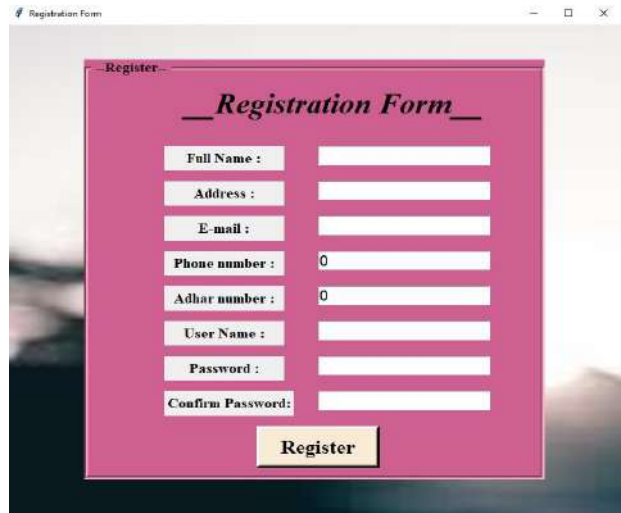 Registration Form
--Register--
__Registration Form__
Full Name :
Address :
E-mail :
Phone number :
0
Adhar number :
0
User Name :
Password :
Confirm Password:
Register